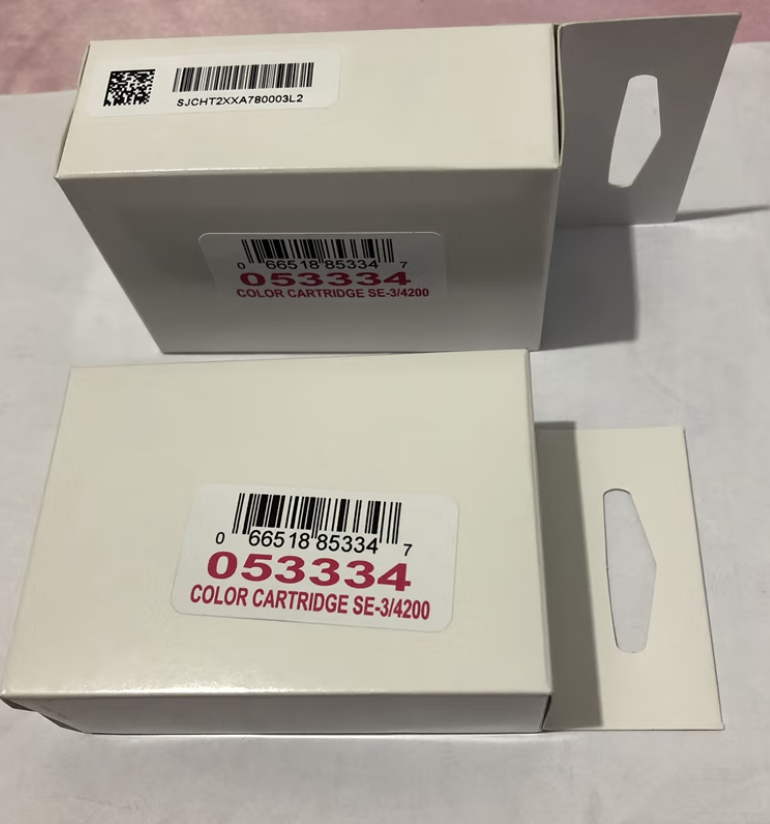 SJCHT2XXA780003L2
0 66518 85334 7
053334
COLOR CARTRIDGE SE-3/4200
0 66518 85334 7
053334
COLOR CARTRIDGE SE-3/4200